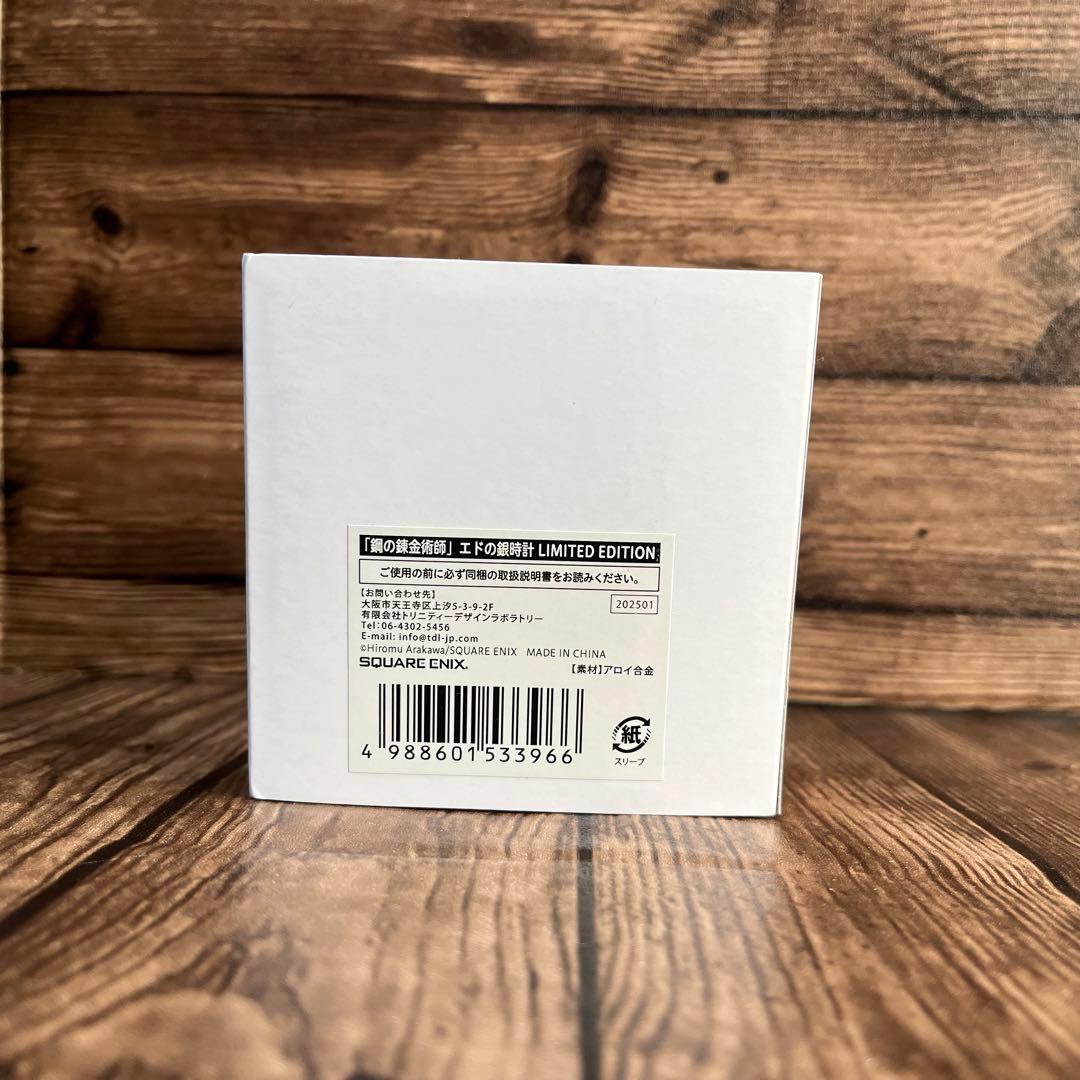 「鋼の錬金術師」エドの銀時計 LIMITED EDITION
ご使用の前に必ず同梱の取扱説明書をお読みください。
【お問い合わせ先】
202501
大阪市天王寺区上汐5-3-9-2F
有限会社トリニティーデザインラボラトリー
Tel:06-4302-5456
E-mail: info@tdl-jp.com
©Hiromu Arakawa/SQUARE ENIX MADE IN CHINA
SQUARE ENIX®
【素材】アロイ合金
4 988601 533966
紙
スリーブ